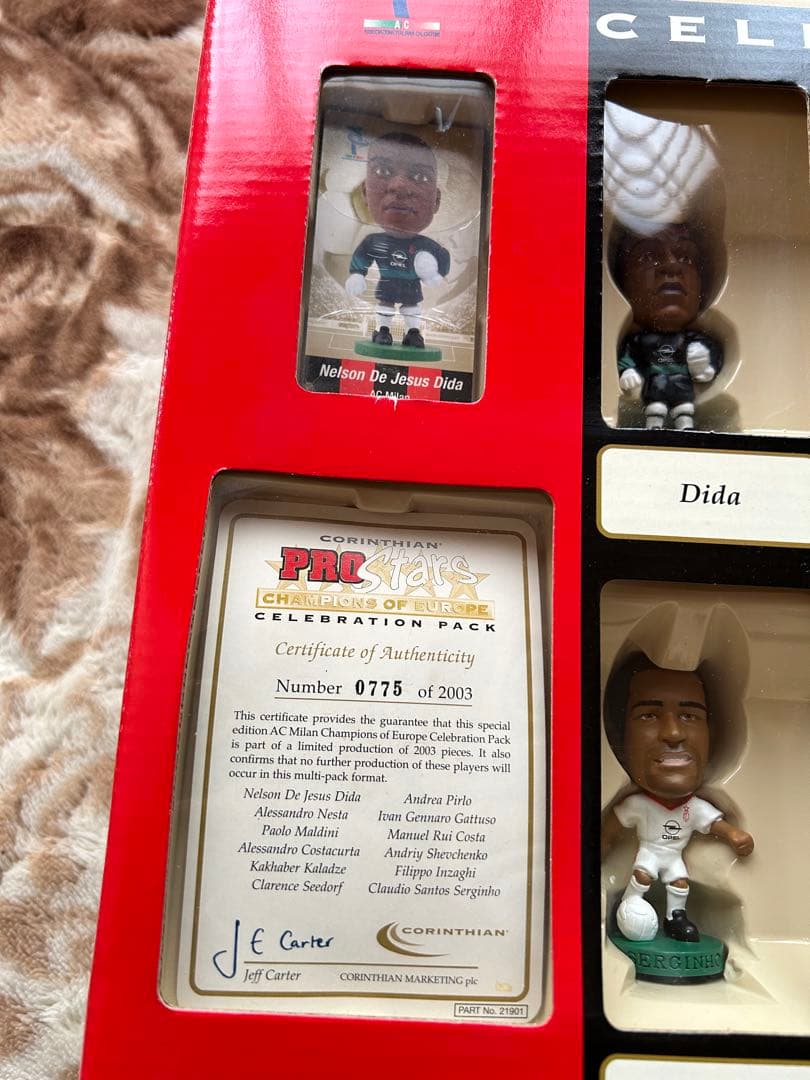 A.C
CEL
OPEL
Nelson De Jesus Dida
AC Milan
OPEL
Dida
CORINTHIAN
PROStars
CHAMPIONS OF EUROPE
CELEBRATION PACK
Certificate of Authenticity
Number 0775 of 2003
This certificate provides the guarantee that this special
edition AC Milan Champions of Europe Celebration Pack
is part of a limited production of 2003 pieces. It also
confirms that no further production of these players will
occur in this multi-pack format.
Nelson De Jesus Dida
Andrea Pirlo
Alessandro Nesta
Ivan Gennaro Gattuso
Paolo Maldini
Manuel Rui Costa
Alessandro Costacurta
Andriy Shevchenko
Kakhaber Kaladze
Filippo Inzaghi
Clarence Seedorf
Claudio Santos Serginho
J E Carter
CORINTHIAN
Jeff Carter
CORINTHIAN MARKETING plc
PART No. 21901
OPEL
SERGINHO